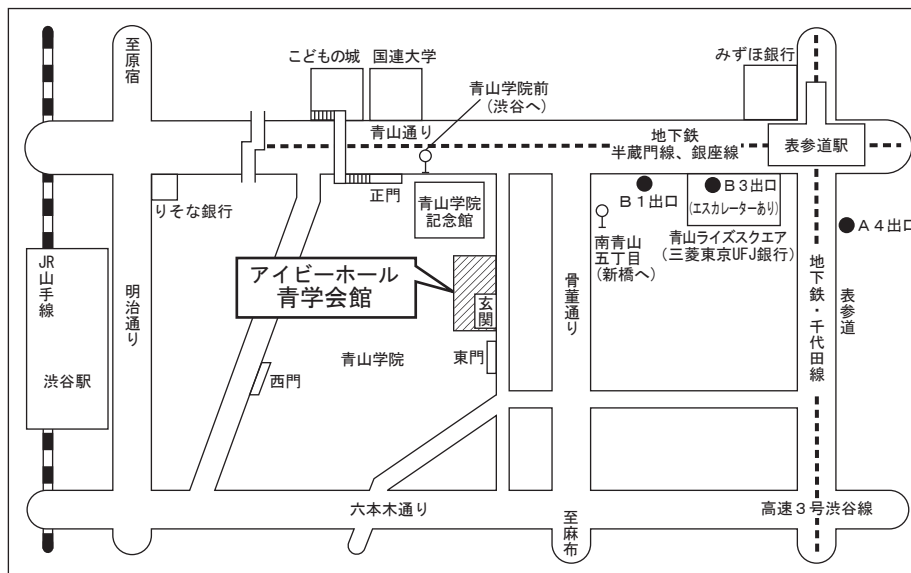 至原宿
こどもの城
国連大学
青山学院前
(渋谷へ)
みずほ銀行
青山通り
地下鉄
半蔵門線、銀座線
表参道駅
りそな銀行
正門
青山学院
記念館
B1出口
B3出口
(エスカレーターあり)
A4出口
南青山
五丁目
(新橋へ)
青山ライズスクエア
(三菱東京UFJ銀行)
JR山手線
明治通り
アイビーホール
青学会館
玄関
骨董通り
地下鉄・千代田線
表参道
渋谷駅
西門
青山学院
東門
六本木通り
至麻布
高速3号渋谷線